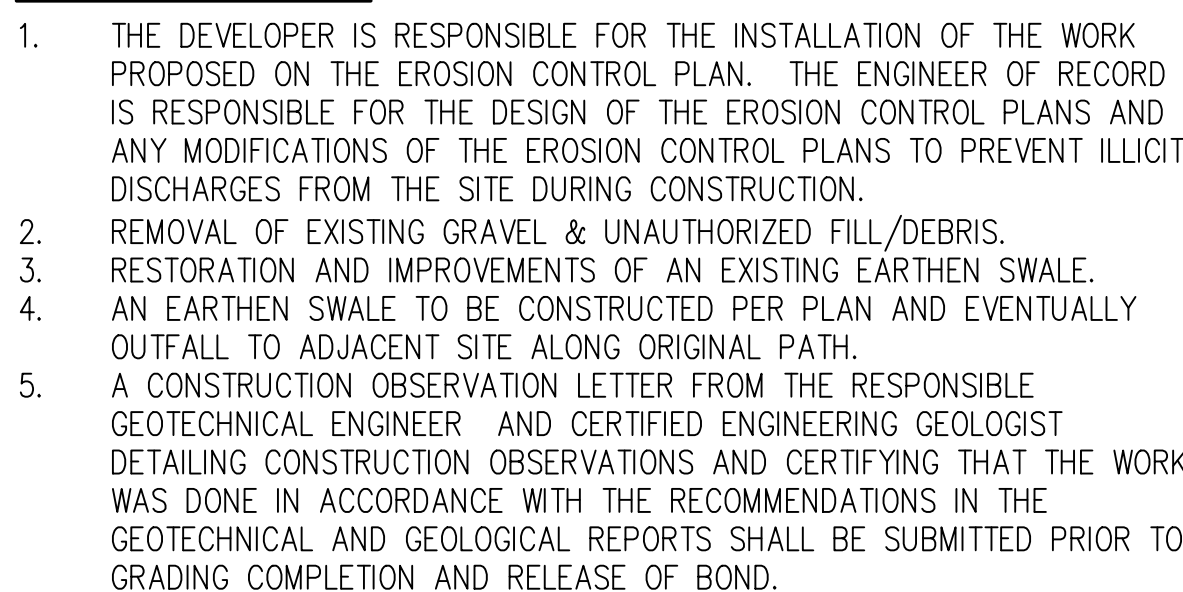 1. THE DEVELOPER IS RESPONSIBLE FOR THE INSTALLATION OF THE WORK
PROPOSED ON THE EROSION CONTROL PLAN. THE ENGINEER OF RECORD
IS RESPONSIBLE FOR THE DESIGN OF THE EROSION CONTROL PLANS AND
ANY MODIFICATIONS OF THE EROSION CONTROL PLANS TO PREVENT ILLICIT
DISCHARGES FROM THE SITE DURING CONSTRUCTION.
2. REMOVAL OF EXISTING GRAVEL & UNAUTHORIZED FILL/DEBRIS.
3. RESTORATION AND IMPROVEMENTS OF AN EXISTING EARTHEN SWALE.
4. AN EARTHEN SWALE TO BE CONSTRUCTED PER PLAN AND EVENTUALLY
OUTFALL TO ADJACENT SITE ALONG ORIGINAL PATH.
5. A CONSTRUCTION OBSERVATION LETTER FROM THE RESPONSIBLE
GEOTECHNICAL ENGINEER AND CERTIFIED ENGINEERING GEOLOGIST
DETAILING CONSTRUCTION OBSERVATIONS AND CERTIFYING THAT THE WORK
WAS DONE IN ACCORDANCE WITH THE RECOMMENDATIONS IN THE
GEOTECHNICAL AND GEOLOGICAL REPORTS SHALL BE SUBMITTED PRIOR TO
GRADING COMPLETION AND RELEASE OF BOND.